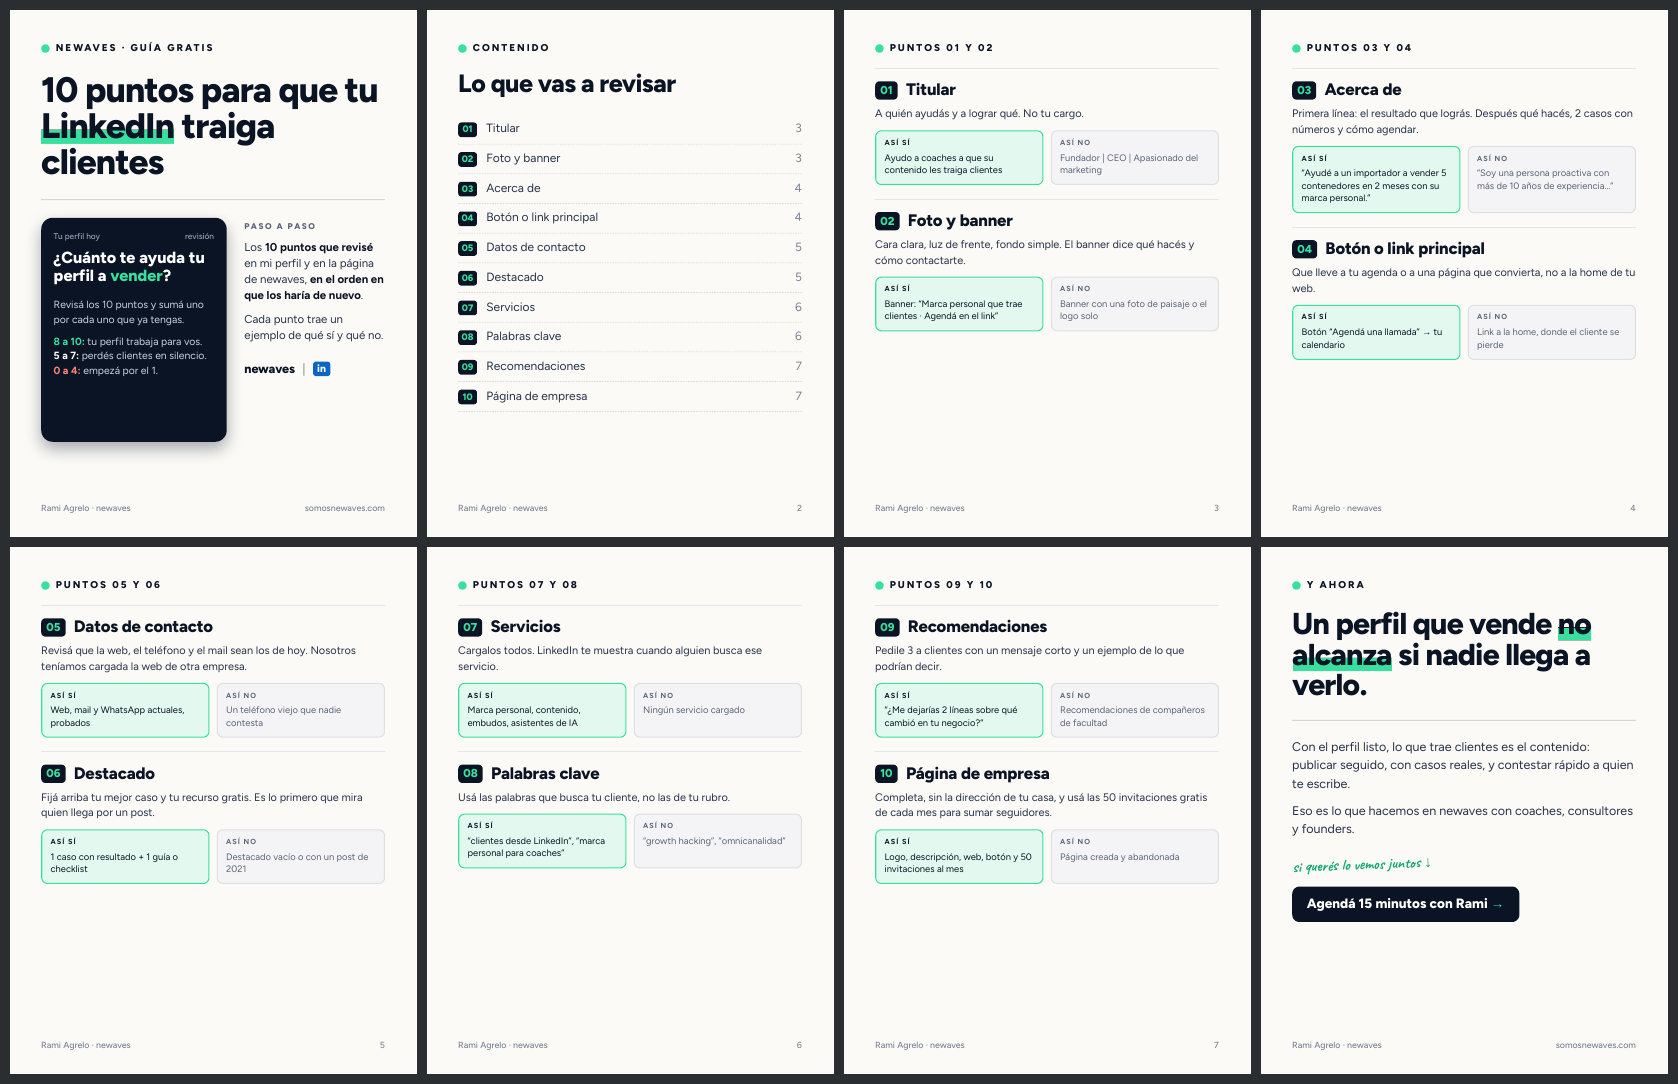 NEWAVES · GUÍA GRATIS
10 puntos para que tu
LinkedIn traiga
clientes
Tu perfil hoy
revisión
¿Cuánto te ayuda tu
perfil a vender?
Revisá los 10 puntos y sumá uno
por cada uno que ya tengas.
8 a 10: tu perfil trabaja para vos.
5 a 7: perdés clientes en silencio.
0 a 4: empezá por el 1.
PASO A PASO
Los 10 puntos que revisé
en mi perfil y en la página
de newaves, en el orden en
que los haría de nuevo.
Cada punto trae un
ejemplo de qué sí y qué no.
newaves | in
Rami Agrelo · newaves
somosnewaves.com
CONTENIDO
Lo que vas a revisar
01 Titular 3
02 Foto y banner 3
03 Acerca de 4
04 Botón o link principal 4
05 Datos de contacto 5
06 Destacado 5
07 Servicios 6
08 Palabras clave 6
09 Recomendaciones 7
10 Página de empresa 7
Rami Agrelo · newaves
2
PUNTOS 01 Y 02
01 Titular
A quién ayudás y a lograr qué. No tu cargo.
ASÍ SÍ
Ayudo a coaches a que su
contenido les traiga clientes
ASÍ NO
Fundador | CEO | Apasionado del
marketing
02 Foto y banner
Cara clara, luz de frente, fondo simple. El banner dice qué hacés y
cómo contactarte.
ASÍ SÍ
Banner: "Marca personal que trae
clientes · Agendá en el link"
ASÍ NO
Banner con una foto de paisaje o el
logo solo
Rami Agrelo · newaves
3
PUNTOS 03 Y 04
03 Acerca de
Primera línea: el resultado que lográs. Después qué hacés, 2 casos con
números y cómo agendar.
ASÍ SÍ
"Ayudé a un importador a vender 5
contenedores en 2 meses con su
marca personal."
ASÍ NO
"Soy una persona proactiva con
más de 10 años de experiencia..."
04 Botón o link principal
Que lleve a tu agenda o a una página que convierta, no a la home de tu
web.
ASÍ SÍ
Botón "Agendá una llamada" → tu
calendario
ASÍ NO
Link a la home, donde el cliente se
pierde
Rami Agrelo · newaves
4
PUNTOS 05 Y 06
05 Datos de contacto
Revisá que la web, el teléfono y el mail sean los de hoy. Nosotros
teníamos cargada la web de otra empresa.
ASÍ SÍ
Web, mail y WhatsApp actuales,
probados
ASÍ NO
Un teléfono viejo que nadie
contesta
06 Destacado
Fijá arriba tu mejor caso y tu recurso gratis. Es lo primero que mira
quien llega por un post.
ASÍ SÍ
1 caso con resultado + 1 guía o
checklist
ASÍ NO
Destacado vacío o con un post de
2021
Rami Agrelo · newaves
5
PUNTOS 07 Y 08
07 Servicios
Cargalos todos. LinkedIn te muestra cuando alguien busca ese
servicio.
ASÍ SÍ
Marca personal, contenido,
embudos, asistentes de IA
ASÍ NO
Ningún servicio cargado
08 Palabras clave
Usá las palabras que busca tu cliente, no las de tu rubro.
ASÍ SÍ
"clientes desde LinkedIn", "marca
personal para coaches"
ASÍ NO
"growth hacking", "omnicanalidad"
Rami Agrelo · newaves
6
PUNTOS 09 Y 10
09 Recomendaciones
Pedile 3 a clientes con un mensaje corto y un ejemplo de lo que
podrían decir.
ASÍ SÍ
"¿Me dejarías 2 líneas sobre qué
cambió en tu negocio?"
ASÍ NO
Recomendaciones de compañeros
de facultad
10 Página de empresa
Completa, sin la dirección de tu casa, y usá las 50 invitaciones gratis
de cada mes para sumar seguidores.
ASÍ SÍ
Logo, descripción, web, botón y 50
invitaciones al mes
ASÍ NO
Página creada y abandonada
Rami Agrelo · newaves
7
Y AHORA
Un perfil que vende no
alcanza si nadie llega a
verlo.
Con el perfil listo, lo que trae clientes es el contenido:
publicar seguido, con casos reales, y contestar rápido a quien
te escribe.
Eso es lo que hacemos en newaves con coaches, consultores
y founders.
si querés lo vemos juntos ↓
Agendá 15 minutos con Rami →
Rami Agrelo · newaves
somosnewaves.com